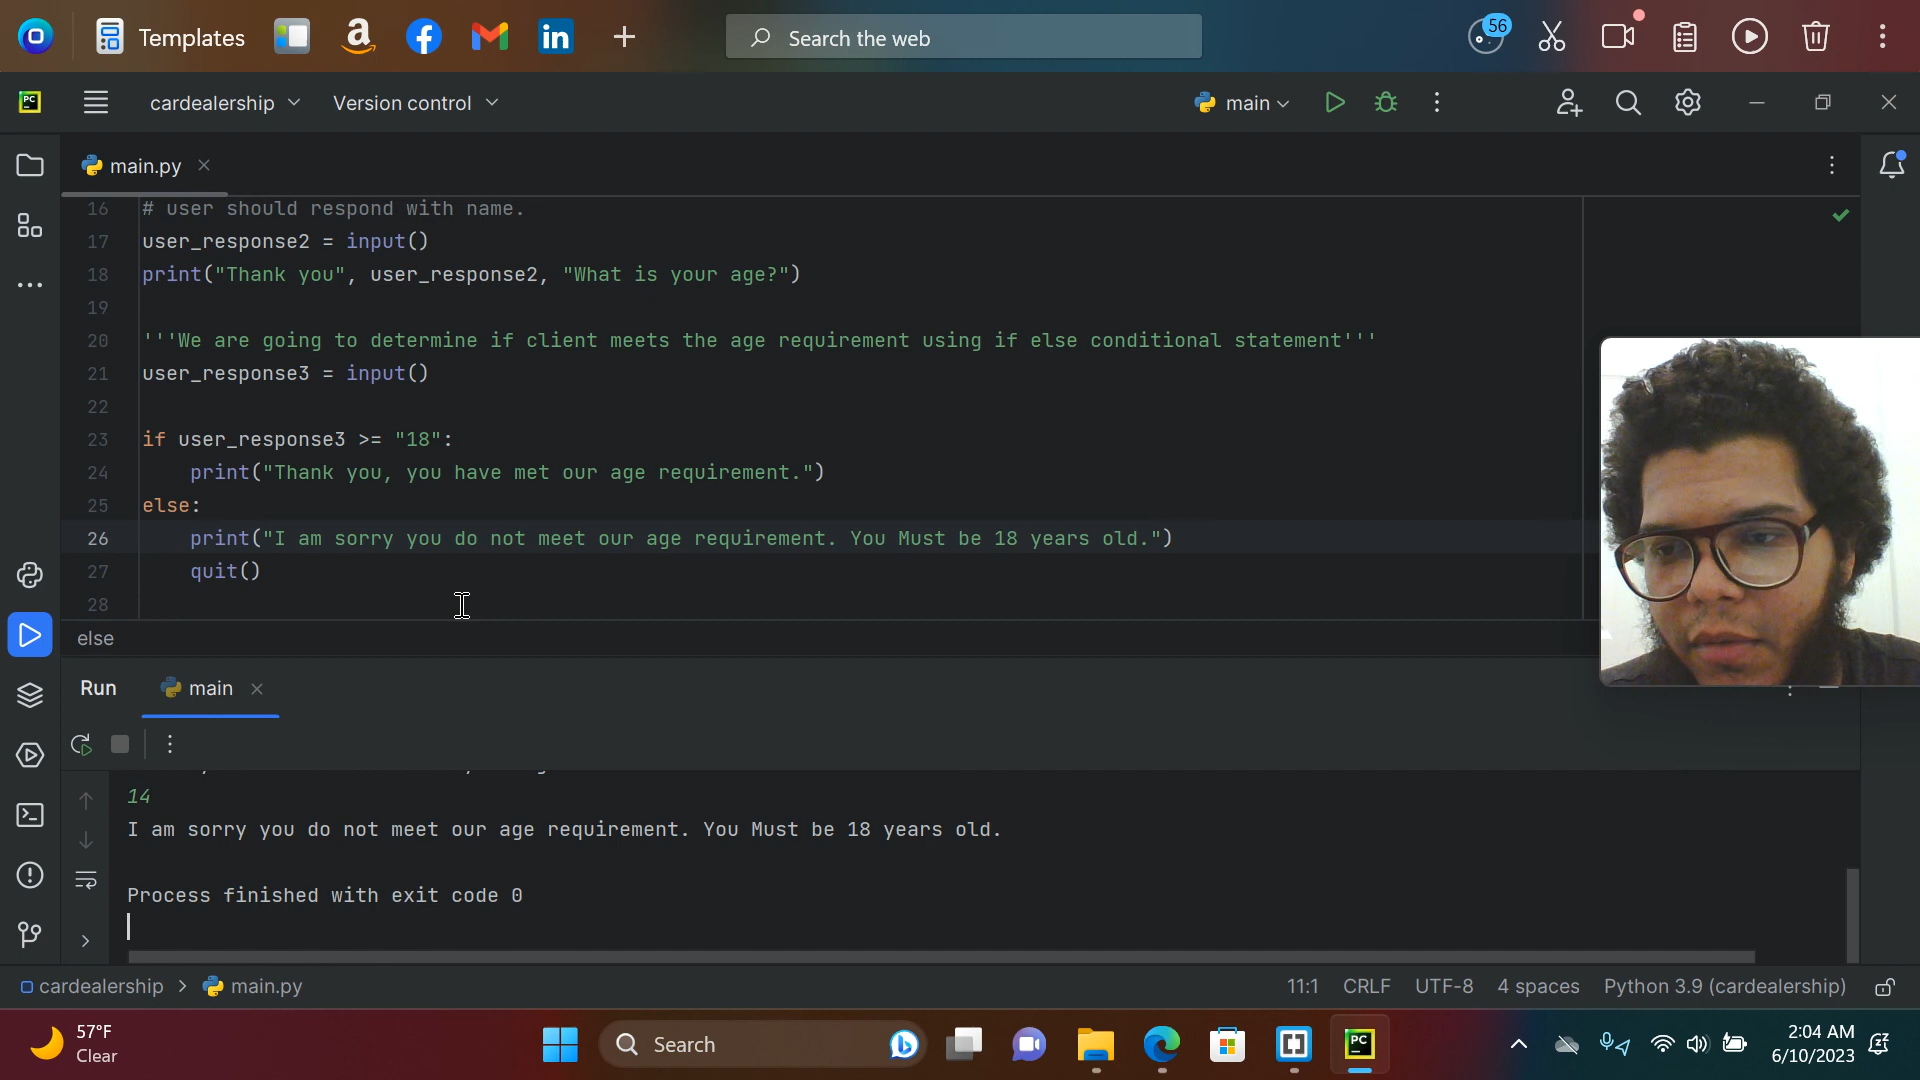 Templates
Search the web
56
PC
cardealership
Version control
main
main.py
16 # user should respond with name.
17 user_response2 = input()
18 print("Thank you", user_response2, "What is your age?")
19
20 '''We are going to determine if client meets the age requirement using if else conditional statement'''
21 user_response3 = input()
22
23 if user_response3 >= "18":
24 print("Thank you, you have met our age requirement.")
25 else:
26 print("I am sorry you do not meet our age requirement. You Must be 18 years old.")
27 quit()
28
else
Run main
14
I am sorry you do not meet our age requirement. You Must be 18 years old.
Process finished with exit code 0
cardealership > main.py
11:1 CRLF UTF-8 4 spaces Python 3.9 (cardealership)
57°F
Clear
Search
PC
2:04 AM
6/10/2023